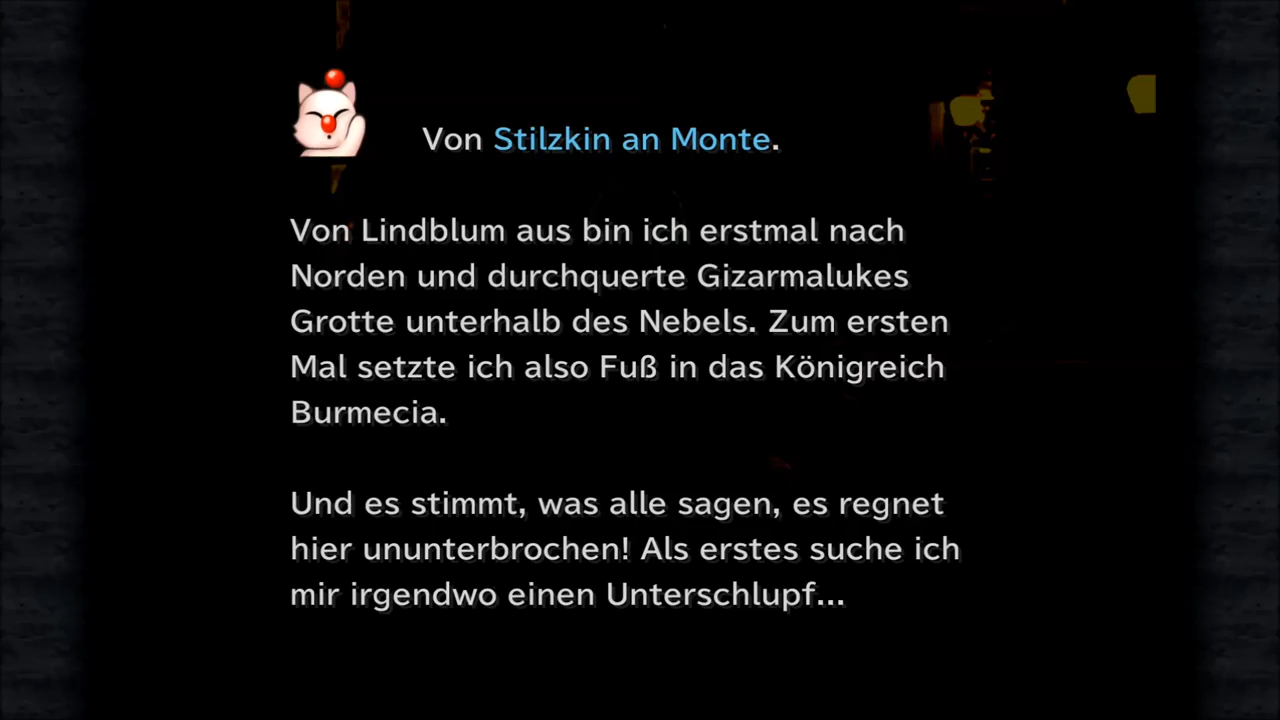 Von Stilzkin an Monte.
Von Lindblum aus bin ich erstmal nach
Norden und durchquerte Gizarmalukes
Grotte unterhalb des Nebels. Zum ersten
Mal setzte ich also Fuß in das Königreich
Burmecia.
Und es stimmt, was alle sagen, es regnet
hier ununterbrochen! Als erstes suche ich
mir irgendwo einen Unterschlupf...